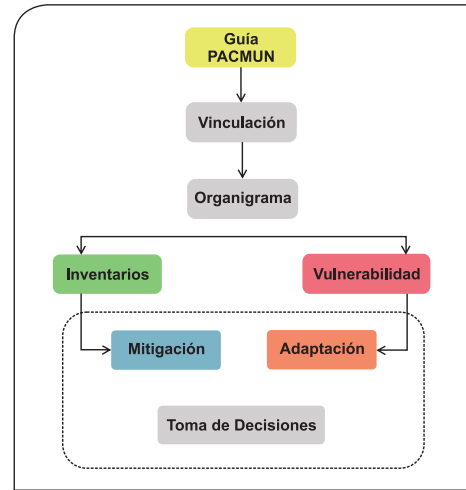 Guía
PACMUN
Vinculación
Organigrama
Inventarios
Vulnerabilidad
Mitigación
Adaptación
Toma de Decisiones